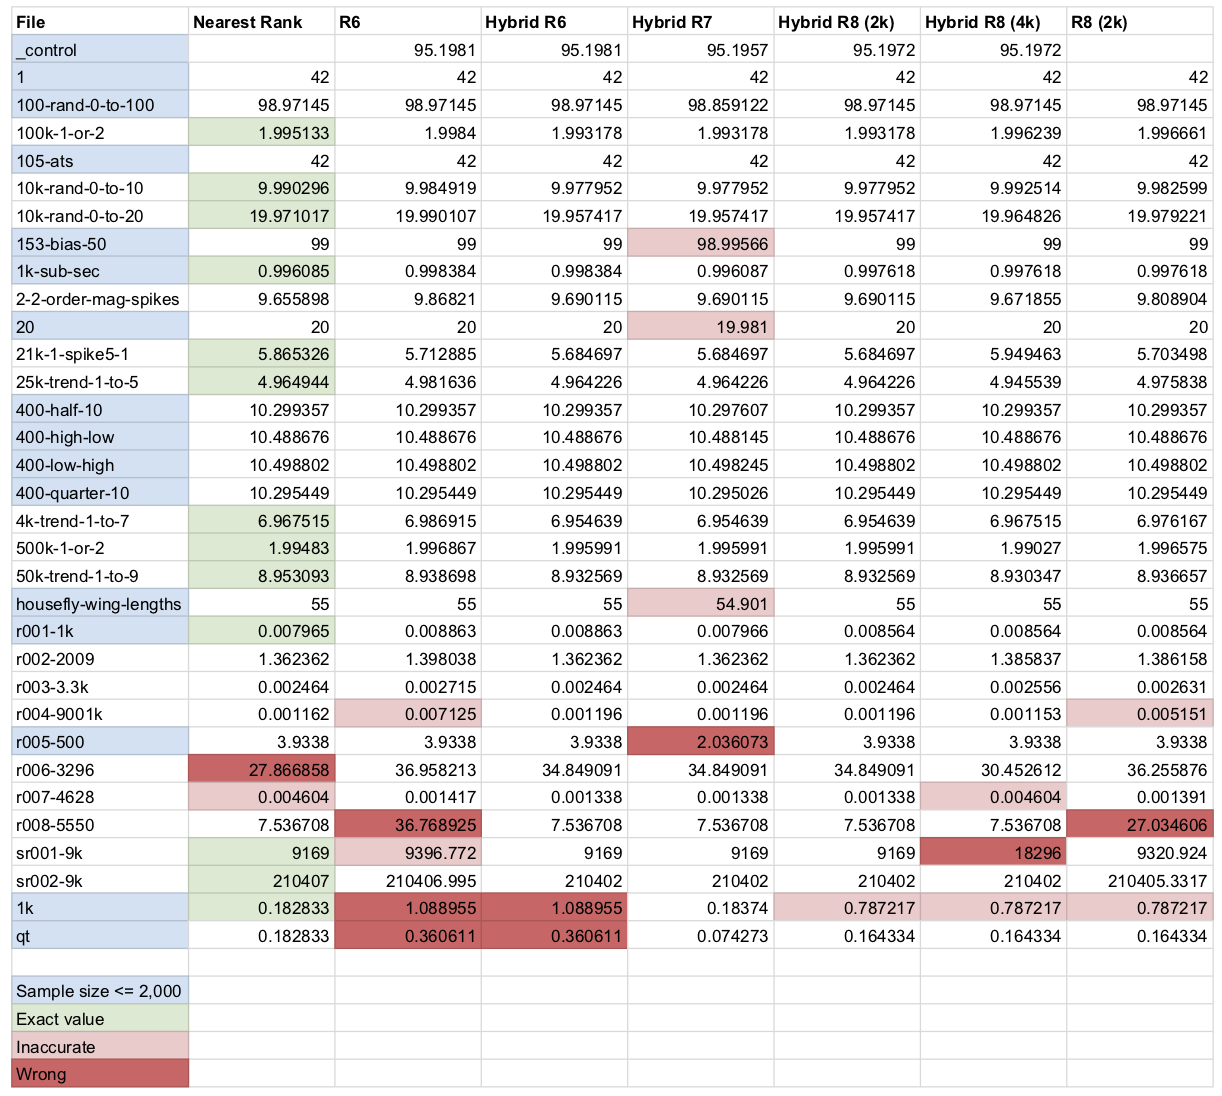 File Nearest Rank R6 Hybrid R6 Hybrid R7 Hybrid R8 (2k) Hybrid R8 (4k) R8 (2k)
_control 95.1981 95.1981 95.1957 95.1972 95.1972
1 42 42 42 42 42 42 42
100-rand-0-to-100 98.97145 98.97145 98.97145 98.859122 98.97145 98.97145 98.97145
100k-1-or-2 1.995133 1.9984 1.993178 1.993178 1.993178 1.996239 1.996661
105-ats 42 42 42 42 42 42 42
10k-rand-0-to-10 9.990296 9.984919 9.977952 9.977952 9.977952 9.992514 9.982599
10k-rand-0-to-20 19.971017 19.990107 19.957417 19.957417 19.957417 19.964826 19.979221
153-bias-50 99 99 99 98.99566 99 99 99
1k-sub-sec 0.996085 0.998384 0.998384 0.996087 0.997618 0.997618 0.997618
2-2-order-mag-spikes 9.655898 9.86821 9.690115 9.690115 9.690115 9.671855 9.808904
20 20 20 20 19.981 20 20 20
21k-1-spike5-1 5.865326 5.712885 5.684697 5.684697 5.684697 5.949463 5.703498
25k-trend-1-to-5 4.964944 4.981636 4.964226 4.964226 4.964226 4.945539 4.975838
400-half-10 10.299357 10.299357 10.299357 10.297607 10.299357 10.299357 10.299357
400-high-low 10.488676 10.488676 10.488676 10.488145 10.488676 10.488676 10.488676
400-low-high 10.498802 10.498802 10.498802 10.498245 10.498802 10.498802 10.498802
400-quarter-10 10.295449 10.295449 10.295449 10.295026 10.295449 10.295449 10.295449
4k-trend-1-to-7 6.967515 6.986915 6.954639 6.954639 6.954639 6.967515 6.976167
500k-1-or-2 1.99483 1.996867 1.995991 1.995991 1.995991 1.99027 1.996575
50k-trend-1-to-9 8.953093 8.938698 8.932569 8.932569 8.932569 8.930347 8.936657
housefly-wing-lengths 55 55 55 54.901 55 55 55
r001-1k 0.007965 0.008863 0.008863 0.007966 0.008564 0.008564 0.008564
r002-2009 1.362362 1.398038 1.362362 1.362362 1.362362 1.385837 1.386158
r003-3.3k 0.002464 0.002715 0.002464 0.002464 0.002464 0.002556 0.002631
r004-9001k 0.001162 0.007125 0.001196 0.001196 0.001196 0.001153 0.005151
r005-500 3.9338 3.9338 3.9338 2.036073 3.9338 3.9338 3.9338
r006-3296 27.866858 36.958213 34.849091 34.849091 34.849091 30.452612 36.255876
r007-4628 0.004604 0.001417 0.001338 0.001338 0.001338 0.004604 0.001391
r008-5550 7.536708 36.768925 7.536708 7.536708 7.536708 7.536708 27.034606
sr001-9k 9169 9396.772 9169 9169 9169 18296 9320.924
sr002-9k 210407 210406.995 210402 210402 210402 210402 210405.3317
1k 0.182833 1.088955 1.088955 0.18374 0.787217 0.787217 0.787217
qt 0.182833 0.360611 0.360611 0.074273 0.164334 0.164334 0.164334
Sample size <= 2,000
Exact value
Inaccurate
Wrong